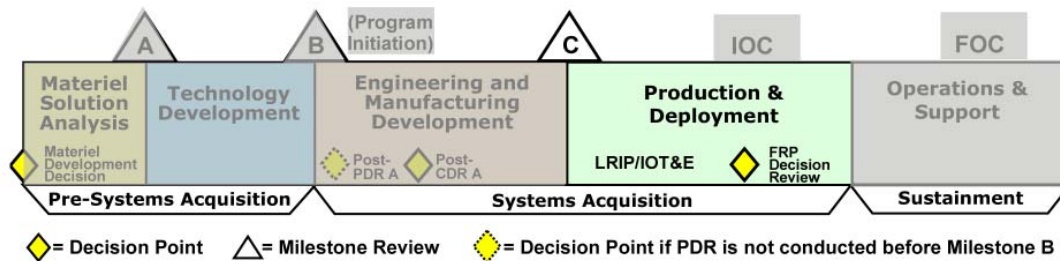 (Program
Initiation)
A
B
C
IOC
FOC
Materiel
Solution
Analysis
Technology
Development
Engineering and
Manufacturing
Development
Production &
Deployment
Operations &
Support
Materiel
Development
Decision
Post-
PDR A
Post-
CDR A
LRIP/IOT&E
FRP
Decision
Review
Pre-Systems Acquisition
Systems Acquisition
Sustainment
= Decision Point
= Milestone Review
= Decision Point if PDR is not conducted before Milestone B